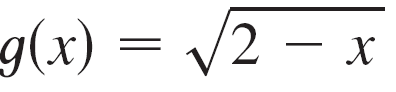 g(x) = √(2 − x)